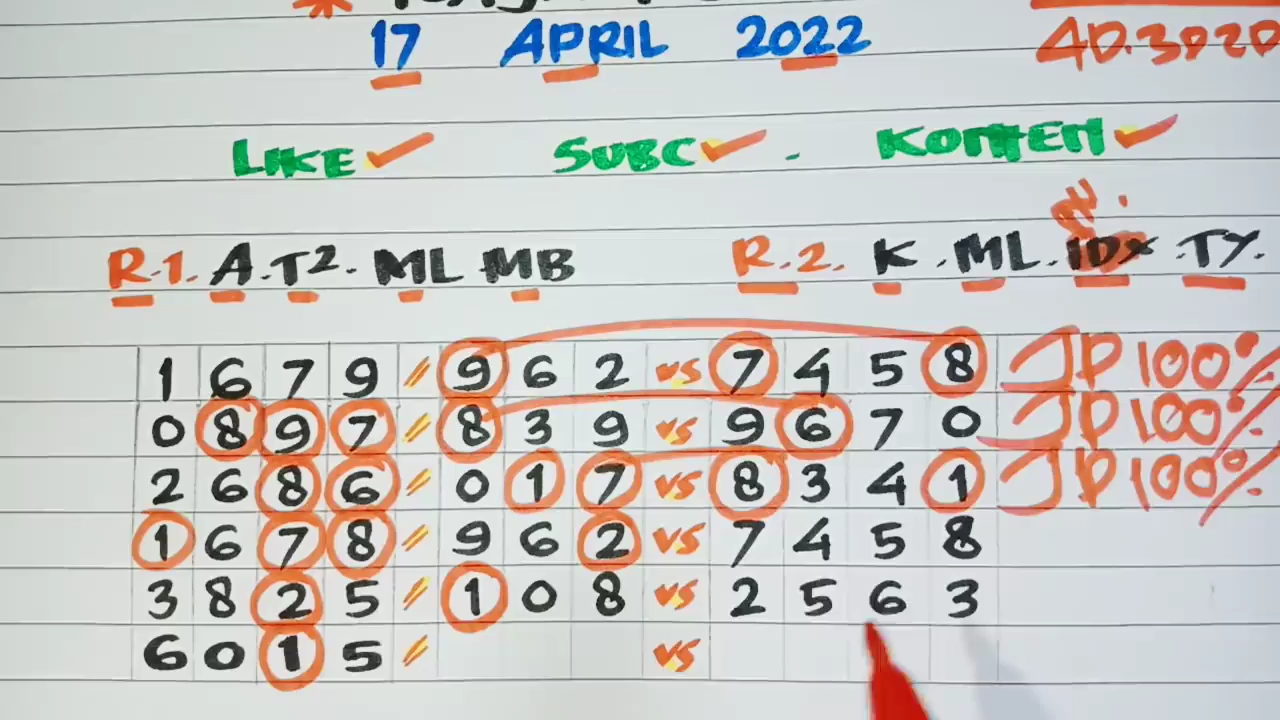 17 APRIL 2022
4D.3D2D
LIKE ✓ SUBC ✓ . KONTEN ✓
R.1. A.T2. ML MB R.2. K.ML.IDX.TY.
1 6 7 9 // 9 6 2 vs 7 4 5 8 JP 100%
0 8 9 7 // 8 3 9 vs 9 6 7 0 JP 100%
2 6 8 6 // 0 1 7 vs 8 3 4 1 JP 100%
1 6 7 8 // 9 6 2 vs 7 4 5 8
3 8 2 5 // 1 0 8 vs 2 5 6 3
6 0 1 5 // vs